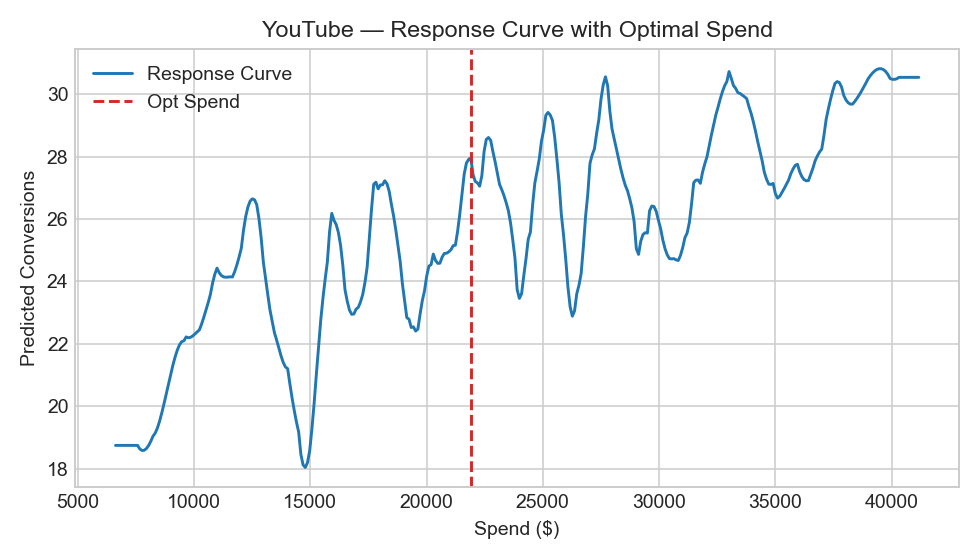 YouTube — Response Curve with Optimal Spend
Response Curve
Opt Spend
Predicted Conversions
30
28
26
24
22
20
18
5000 10000 15000 20000 25000 30000 35000 40000
Spend ($)